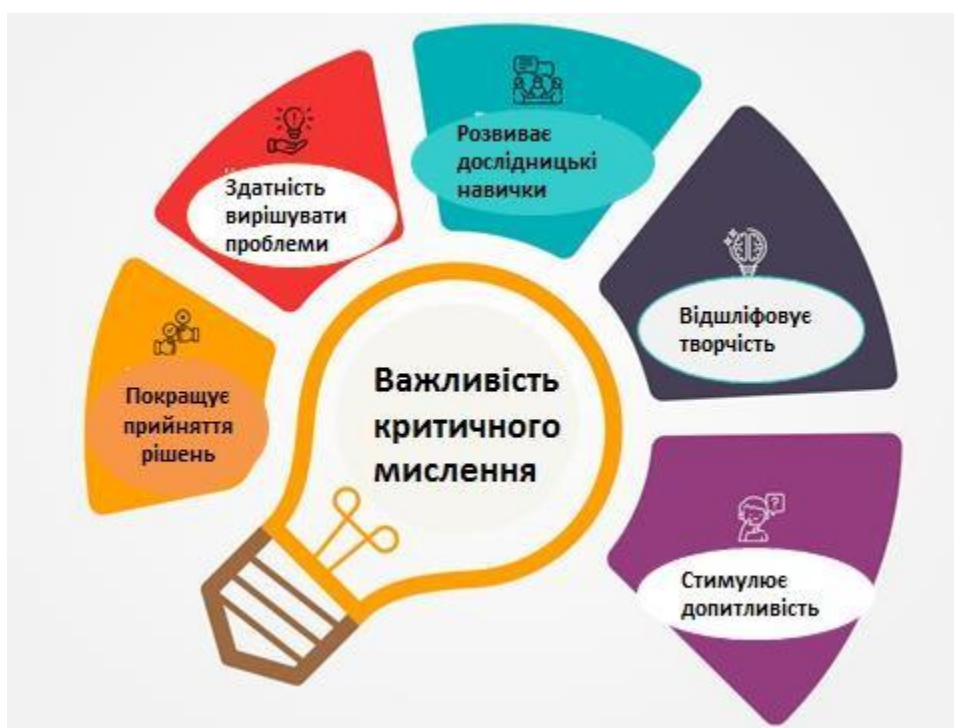 Розвиває
дослідницькі
навички
Здатність
вирішувати
проблеми
Відшліфовує
творчість
Покращує
прийняття
рішень
Важливість
критичного
мислення
Стимулює
допитливість